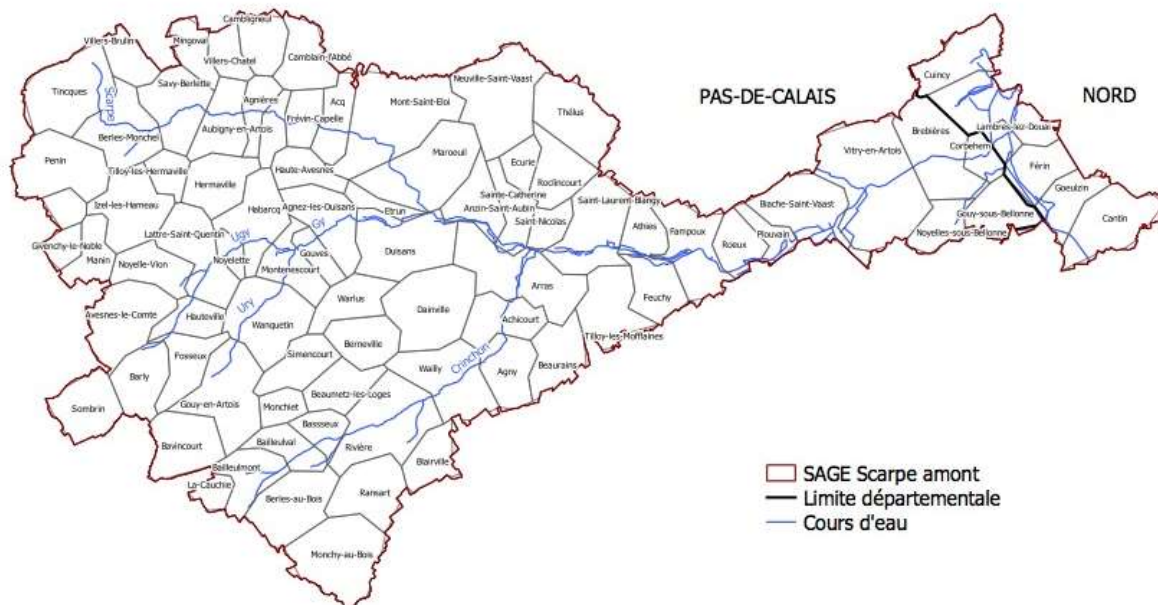 Cambligneul
Villers-Brulin
Mingoval
Villers-Chatel
Camblain-l'Abbé
Neuville-Saint-Vaast
Cuincy
PAS-DE-CALAIS
NORD
Tincques
Scarpe
Savy-Berlette
Agnières
Acq
Mont-Saint-Eloi
Thélus
Frévin-Capelle
Aubigny-en-Artois
Berles-Monchel
Lambres-lez-Douai
Brebières
Corbehem
Vitry-en-Artois
Penin
Tilloy-les-Hermaville
Haute-Avesnes
Maroeuil
Ecurie
Roclincourt
Férin
Hermaville
Goeulzin
Izel-les-Hameau
Habarcq
Agnez-les-Duisans
Etrun
Sainte-Catherine
Anzin-Saint-Aubin
Saint-Nicolas
Saint-Laurent-Blangy
Biache-Saint-Vaast
Gouy-sous-Bellonne
Cantin
Lattre-Saint-Quentin
Ugy
Gy
Athies
Fampoux
Noyelles-sous-Bellonne
Givenchy-le-Noble
Manin
Noyelle-Vion
Noyelette
Gouves
Duisans
Roeux
Plouvain
Montenescourt
Arras
Feuchy
Warlus
Avesnes-le-Comte
Hauteville
Ury
Wanquetin
Dainville
Achicourt
Tilloy-les-Mofflaines
Berneville
Fosseux
Simencourt
Crinchon
Wailly
Agny
Beaurains
Barly
Sombrin
Gouy-en-Artois
Monchiet
Beaumetz-les-Loges
Bassseux
Bavincourt
Bailleulval
Rivière
Blairville
Bailleulmont
La-Cauchie
Berles-au-Bois
Ransart
Monchy-au-Bois
SAGE Scarpe amont
Limite départementale
Cours d'eau